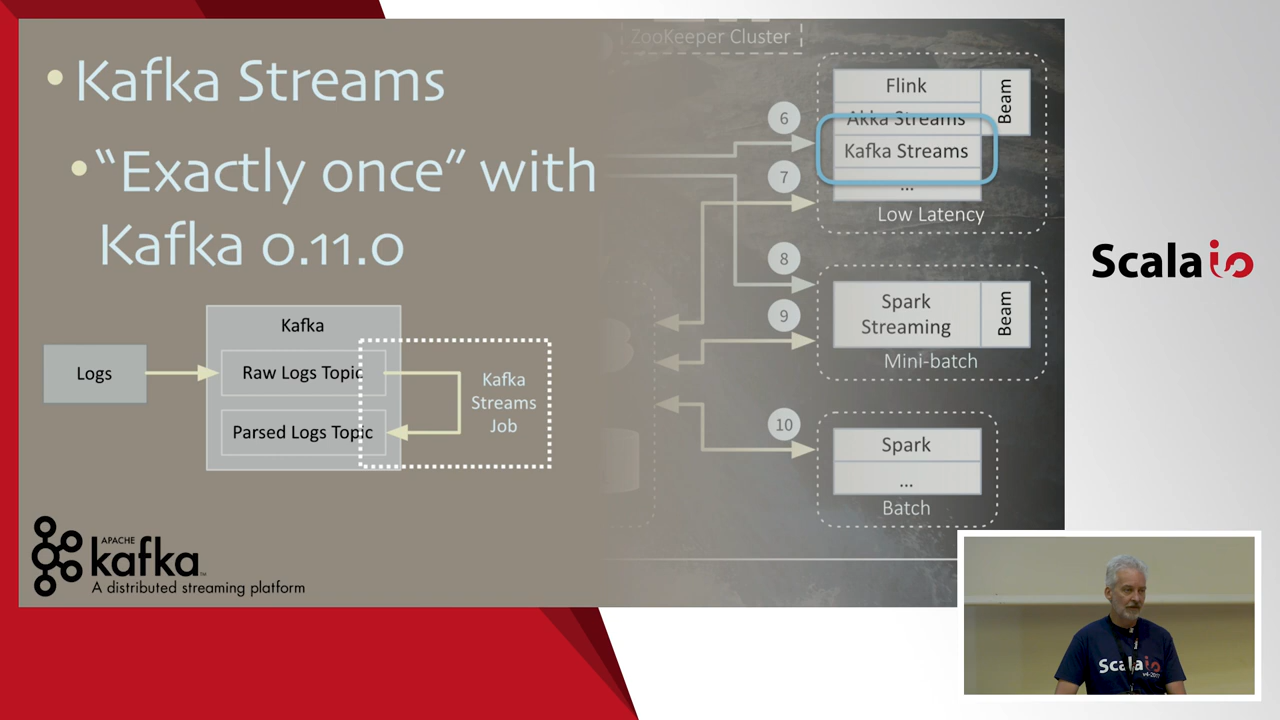 • Kafka Streams
• “Exactly once” with
Kafka 0.11.0
Logs
Kafka
Raw Logs Topic
Parsed Logs Topic
Kafka
Streams
Job
APACHE
kafka
A distributed streaming platform
ZooKeeper Cluster
6
7
8
9
10
Flink
Akka Streams
Kafka Streams
...
Beam
Low Latency
Spark
Streaming
Beam
Mini-batch
Spark
...
Batch
Scala io
Scala io